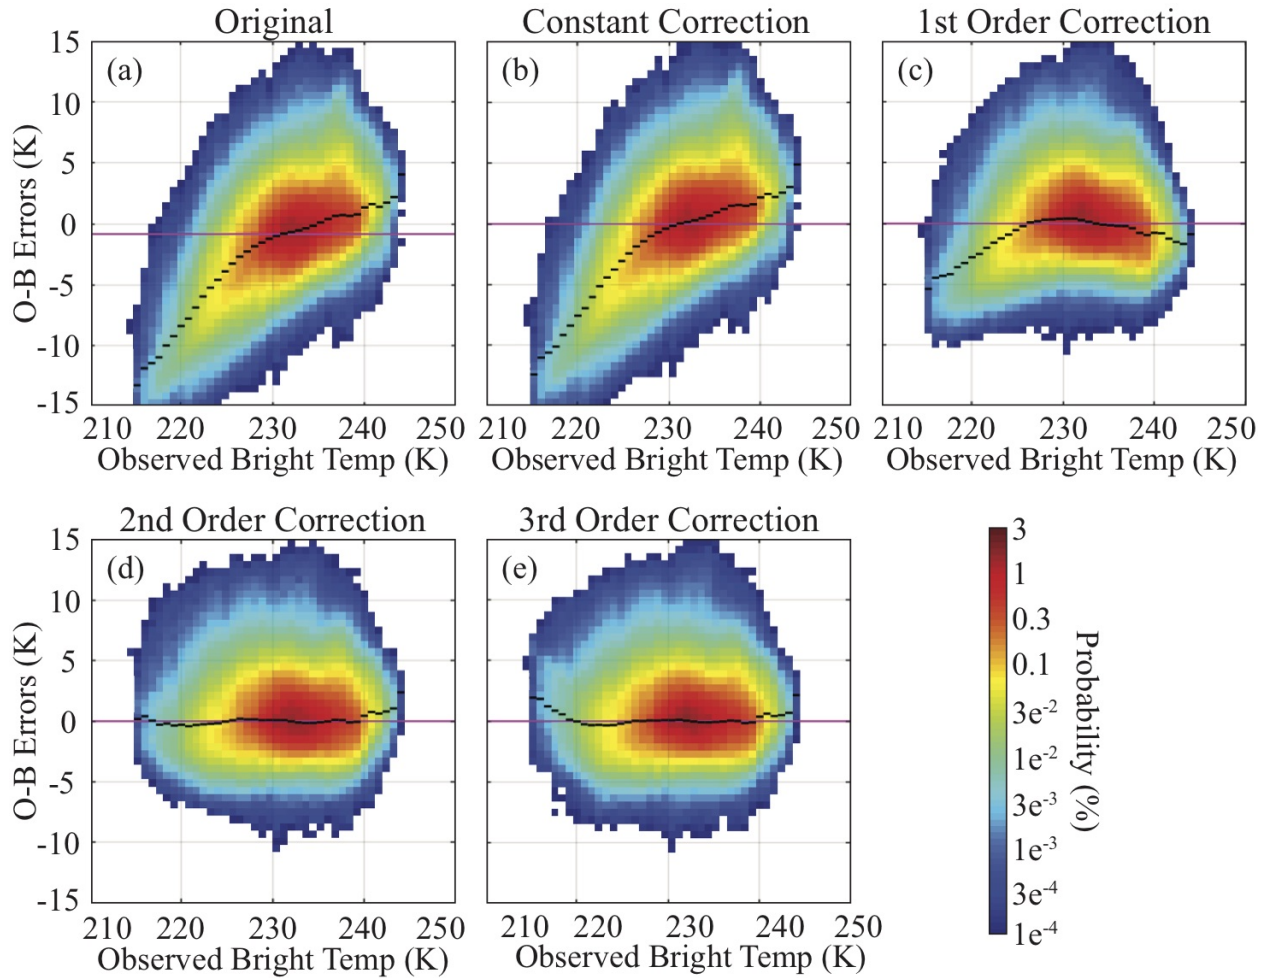 Original
Constant Correction
1st Order Correction
(a)
(b)
(c)
O-B Errors (K)
15
10
5
0
-5
-10
-15
210 220 230 240 250
210 220 230 240 250
210 220 230 240 250
Observed Bright Temp (K)
Observed Bright Temp (K)
Observed Bright Temp (K)
2nd Order Correction
3rd Order Correction
(d)
(e)
O-B Errors (K)
15
10
5
0
-5
-10
-15
210 220 230 240 250
210 220 230 240 250
Observed Bright Temp (K)
Observed Bright Temp (K)
3
1
0.3
0.1
3e-2
1e-2
3e-3
1e-3
3e-4
1e-4
Probability (%)